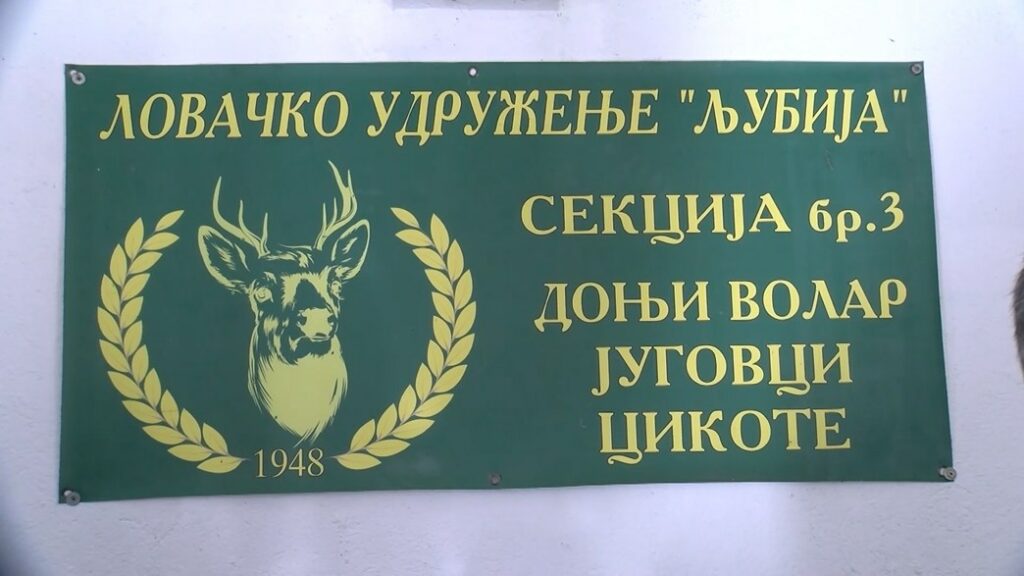 ЛОВАЧКО УДРУЖЕЊЕ "ЉУБИЈА"
СЕКЦИЈА бр.3
ДОЊИ ВОЛАР
ЈУГОВЦИ
ЦИКОТЕ
1948